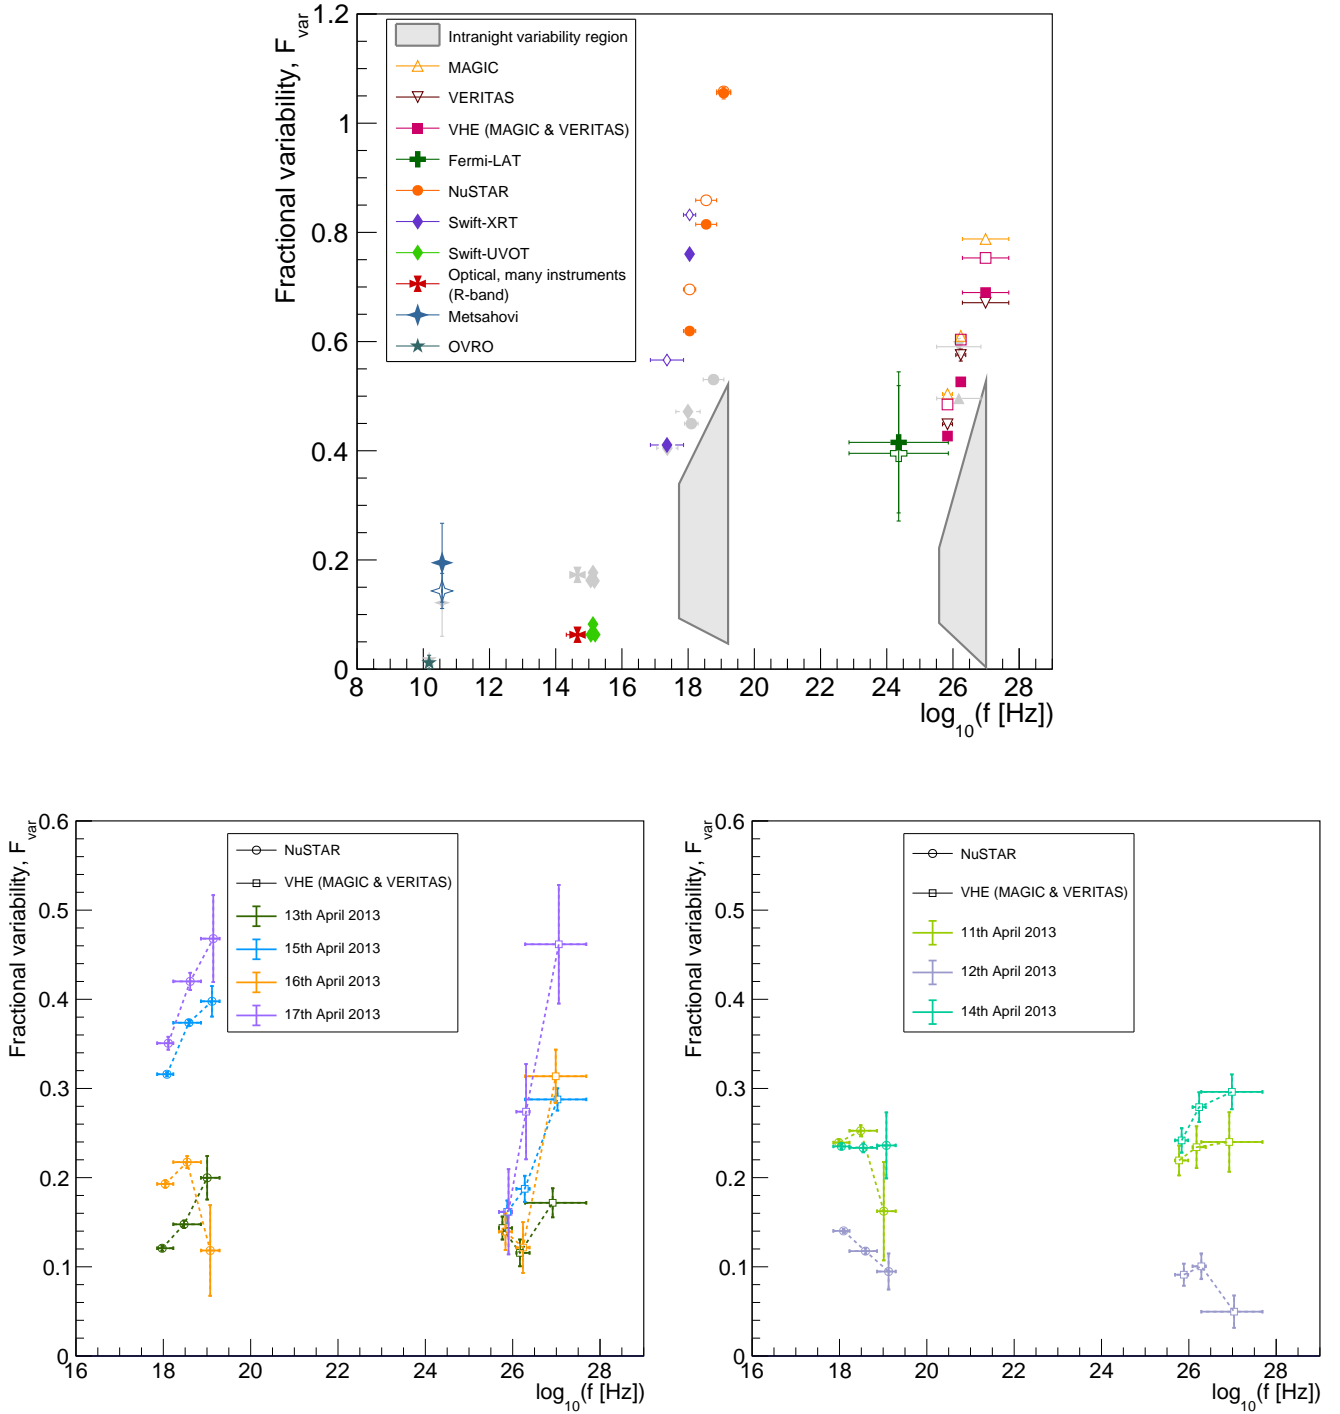 Fractional variability, F_var
1.2
1
0.8
0.6
0.4
0.2
0
Intranight variability region
MAGIC
VERITAS
VHE (MAGIC & VERITAS)
Fermi-LAT
NuSTAR
Swift-XRT
Swift-UVOT
Optical, many instruments
(R-band)
Metsahovi
OVRO
8 10 12 14 16 18 20 22 24 26 28
log_10(f [Hz])
Fractional variability, F_var
0.6
0.5
0.4
0.3
0.2
0.1
0
NuSTAR
VHE (MAGIC & VERITAS)
13th April 2013
15th April 2013
16th April 2013
17th April 2013
16 18 20 22 24 26 28
log_10(f [Hz])
Fractional variability, F_var
0.6
0.5
0.4
0.3
0.2
0.1
0
NuSTAR
VHE (MAGIC & VERITAS)
11th April 2013
12th April 2013
14th April 2013
16 18 20 22 24 26 28
log_10(f [Hz])